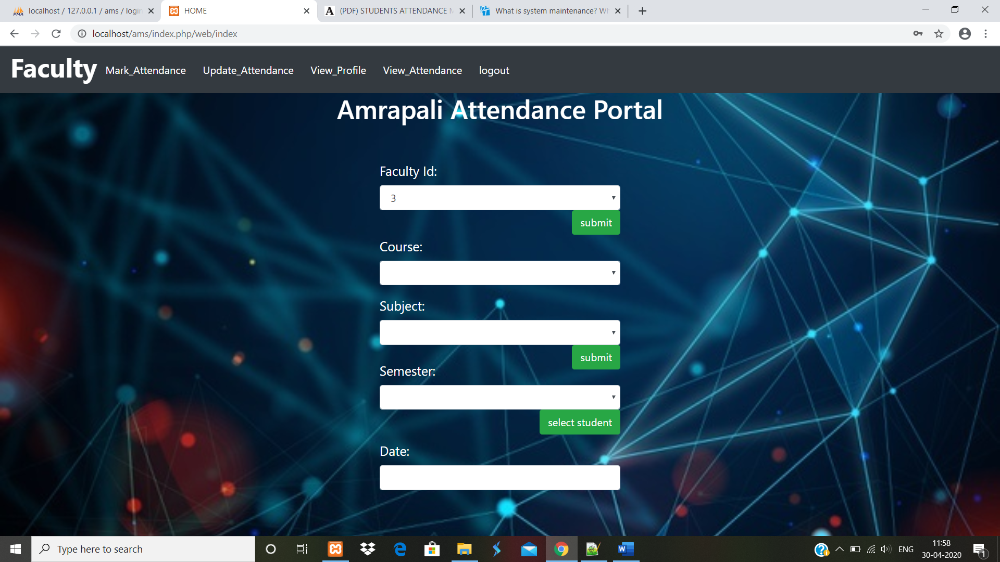 localhost / 127.0.0.1 / ams / login
HOME
(PDF) STUDENTS ATTENDANCE M
What is system maintenance? Wh
localhost/ams/index.php/web/index
Faculty Mark_Attendance Update_Attendance View_Profile View_Attendance logout
Amrapali Attendance Portal
Faculty Id:
3
submit
Course:
Subject:
submit
Semester:
select student
Date:
Type here to search
ENG
11:58
30-04-2020
1